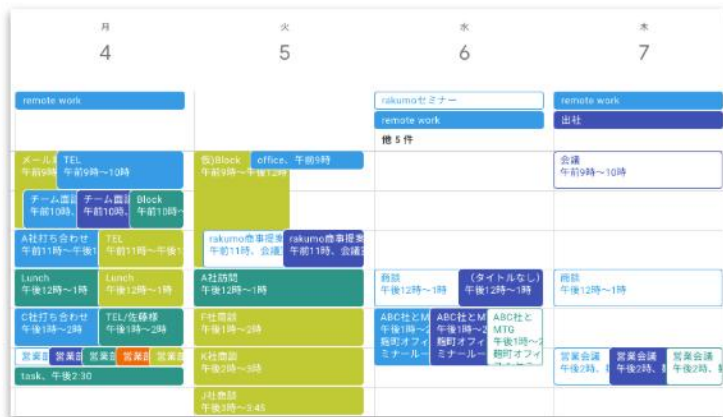 月
4
火
5
水
6
木
7
remote work
rakumoセミナー
remote work
他 5 件
remote work
出社
メール
午前9時
TEL
午前9時～10時
チーム面談
午前10時、
チーム面談
午前10時、
Block
午前10時～
A社打ち合わせ
午前11時～午後1
TEL
午前11時～午後1
Lunch
午後12時～1時
Lunch
午後12時～1時
C社打ち合わせ
午後1時～2時
TEL/佐藤様
午後1時～2時
営業
営業
営業
営業
営業
task、午後2:30
仮)Block
午前9時～午後12時
office、午前9時
rakumo商事提案
午前11時、会議
rakumo商事提案
午前11時、会議
A社訪問
午後12時～1時
F社商談
午後1時～2時
K社商談
午後2時～3時
J社商談
午後3時～3:45
商談
午後12時～1時
（タイトルなし）
午後12時～1時
ABC社とM
午後1時～2
麹町オフィ
ミナールー
ABC社とM
午後1時～2
麹町オフィ
ミナールー
ABC社と
MTG
午後1時～2
麹町オフィ
会議
午前9時～10時
商談
午後12時～1時
営業会議
午後2時、
営業会議
午後2時、
営業会議
午後2時、